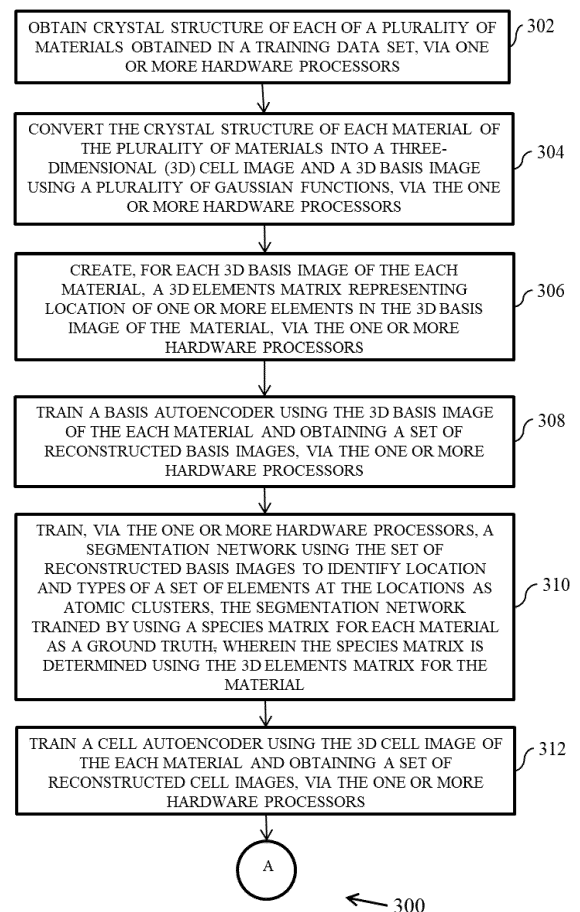 OBTAIN CRYSTAL STRUCTURE OF EACH OF A PLURALITY OF
MATERIALS OBTAINED IN A TRAINING DATA SET, VIA ONE
OR MORE HARDWARE PROCESSORS
302
CONVERT THE CRYSTAL STRUCTURE OF EACH MATERIAL OF
THE PLURALITY OF MATERIALS INTO A THREE-
DIMENSIONAL (3D) CELL IMAGE AND A 3D BASIS IMAGE
USING A PLURALITY OF GAUSSIAN FUNCTIONS, VIA THE ONE
OR MORE HARDWARE PROCESSORS
304
CREATE, FOR EACH 3D BASIS IMAGE OF THE EACH
MATERIAL, A 3D ELEMENTS MATRIX REPRESENTING
LOCATION OF ONE OR MORE ELEMENTS IN THE 3D BASIS
IMAGE OF THE MATERIAL, VIA THE ONE OR MORE
HARDWARE PROCESSORS
306
TRAIN A BASIS AUTOENCODER USING THE 3D BASIS IMAGE
OF THE EACH MATERIAL AND OBTAINING A SET OF
RECONSTRUCTED BASIS IMAGES, VIA THE ONE OR MORE
HARDWARE PROCESSORS
308
TRAIN, VIA THE ONE OR MORE HARDWARE PROCESSORS, A
SEGMENTATION NETWORK USING THE SET OF
RECONSTRUCTED BASIS IMAGES TO IDENTIFY LOCATION
AND TYPES OF A SET OF ELEMENTS AT THE LOCATIONS AS
ATOMIC CLUSTERS, THE SEGMENTATION NETWORK
TRAINED BY USING A SPECIES MATRIX FOR EACH MATERIAL
AS A GROUND TRUTH, WHEREIN THE SPECIES MATRIX IS
DETERMINED USING THE 3D ELEMENTS MATRIX FOR THE
MATERIAL
310
TRAIN A CELL AUTOENCODER USING THE 3D CELL IMAGE OF
THE EACH MATERIAL AND OBTAINING A SET OF
RECONSTRUCTED CELL IMAGES, VIA THE ONE OR MORE
HARDWARE PROCESSORS
312
A
300